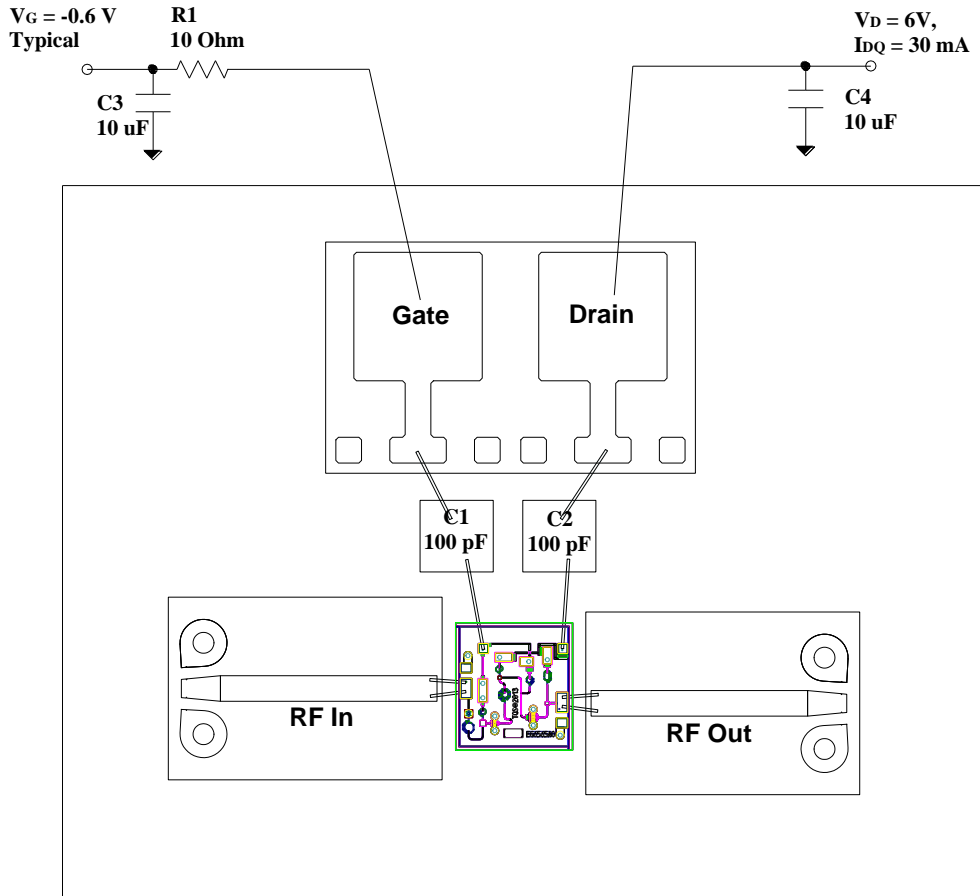 VG = -0.6 V
Typical
R1
10 Ohm
VD = 6V,
IDQ = 30 mA
C3
10 uF
C4
10 uF
Gate
Drain
C1
100 pF
C2
100 pF
RF In
RF Out